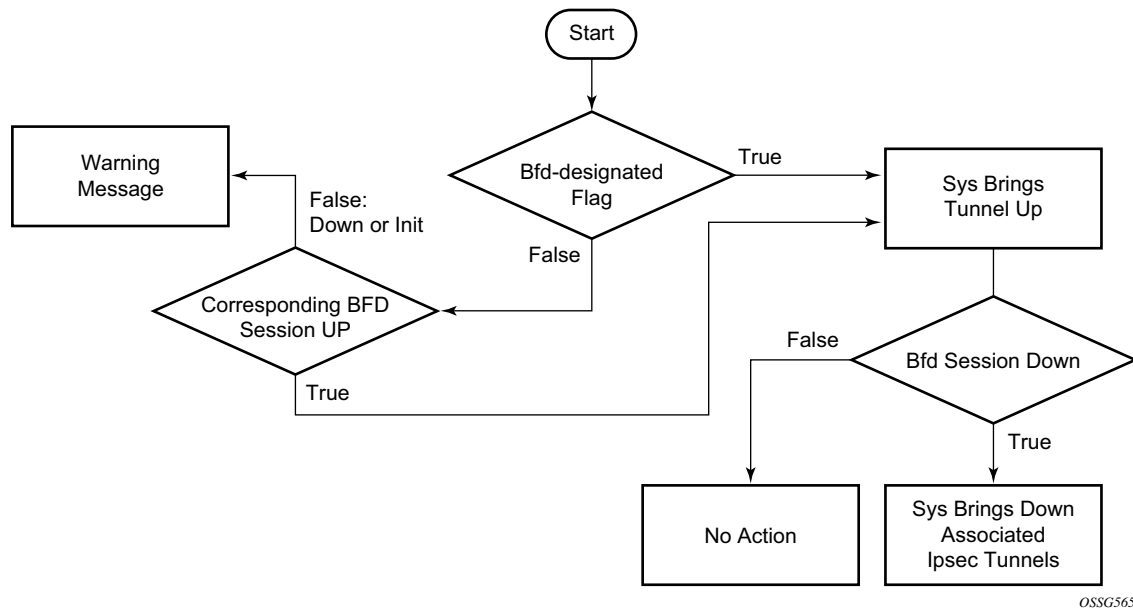 Start
Bfd-designated
Flag
True
False
Warning
Message
False:
Down or Init
Corresponding BFD
Session UP
True
Sys Brings
Tunnel Up
Bfd Session Down
False
True
No Action
Sys Brings Down
Associated
Ipsec Tunnels
OSSG565